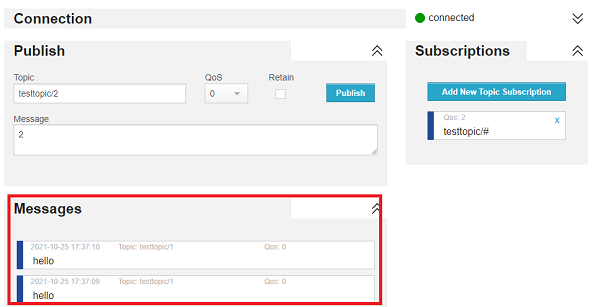 Connection
connected
Publish
Topic
QoS
Retain
testtopic/2
0
Publish
Message
2
Subscriptions
Add New Topic Subscription
Qos: 2
x
testtopic/#
Messages
2021-10-25 17:37:10 Topic: testtopic/1 Qos: 0
hello
2021-10-25 17:37:09 Topic: testtopic/1 Qos: 0
hello